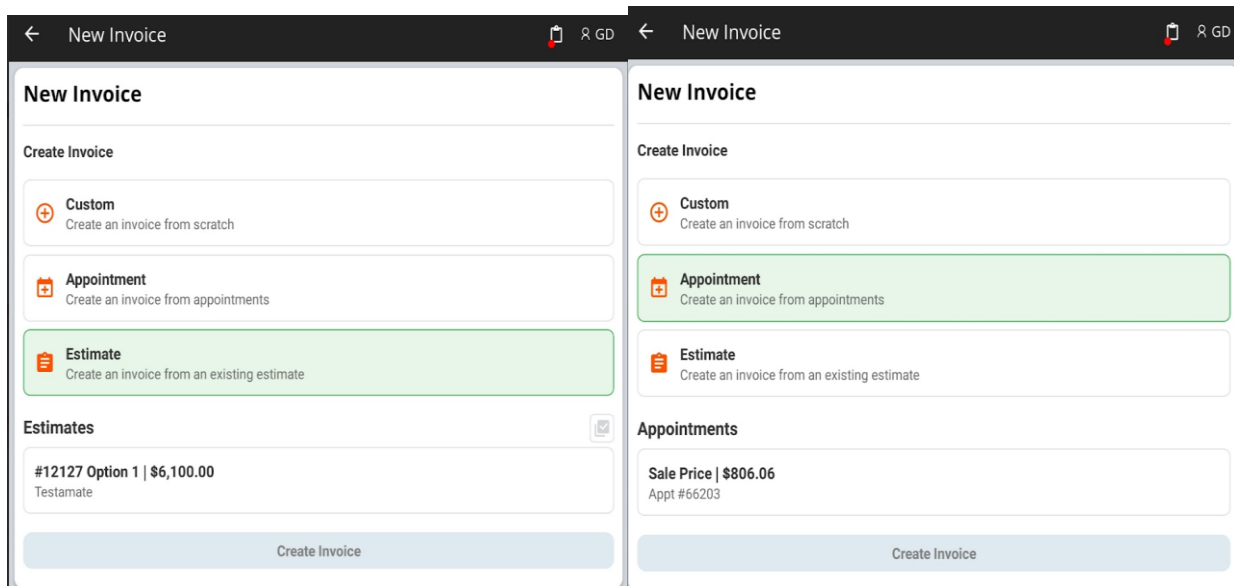 New Invoice
GD
New Invoice
Create Invoice
Custom
Create an invoice from scratch
Appointment
Create an invoice from appointments
Estimate
Create an invoice from an existing estimate
Estimates
#12127 Option 1 | $6,100.00
Testamate
Create Invoice
New Invoice
GD
New Invoice
Create Invoice
Custom
Create an invoice from scratch
Appointment
Create an invoice from appointments
Estimate
Create an invoice from an existing estimate
Appointments
Sale Price | $806.06
Appt #66203
Create Invoice